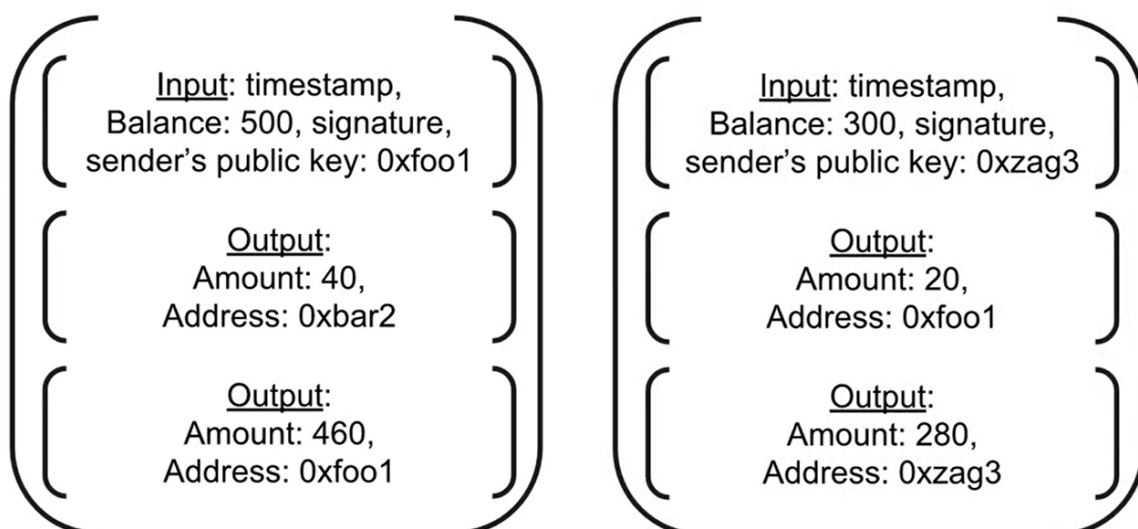 Input: timestamp,
Balance: 500, signature,
sender’s public key: 0xfoo1
Output:
Amount: 40,
Address: 0xbar2
Output:
Amount: 460,
Address: 0xfoo1
Input: timestamp,
Balance: 300, signature,
sender’s public key: 0xzag3
Output:
Amount: 20,
Address: 0xfoo1
Output:
Amount: 280,
Address: 0xzag3